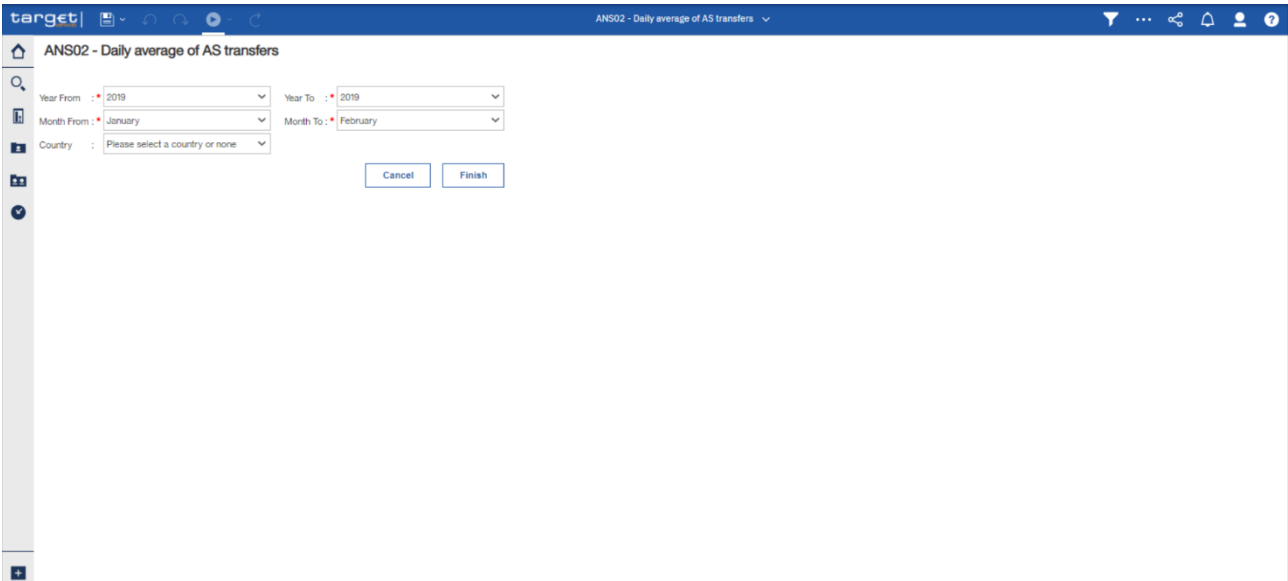 target|
ANS02 - Daily average of AS transfers
ANS02 - Daily average of AS transfers
Year From :* 2019 Year To :* 2019
Month From :* January Month To :* February
Country : Please select a country or none
Cancel Finish